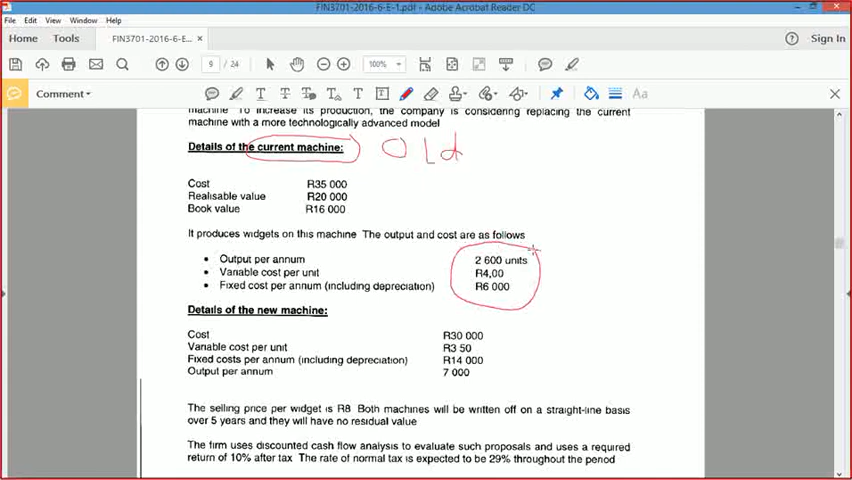 FIN3701-2016-6-E-1.pdf - Adobe Acrobat Reader DC
File Edit View Window Help
Home Tools FIN3701-2016-6-E... × Sign In
9 / 24 100%
Comment
machine To increase its production, the company is considering replacing the current
machine with a more technologically advanced model
Details of the current machine: Old
Cost R35 000
Realisable value R20 000
Book value R16 000
It produces widgets on this machine The output and cost are as follows
• Output per annum 2 600 units
• Variable cost per unit R4,00
• Fixed cost per annum (including depreciation) R6 000
Details of the new machine:
Cost R30 000
Variable cost per unit R3 50
Fixed costs per annum (including depreciation) R14 000
Output per annum 7 000
The selling price per widget is R8 Both machines will be written off on a straight-line basis
over 5 years and they will have no residual value
The firm uses discounted cash flow analysis to evaluate such proposals and uses a required
return of 10% after tax The rate of normal tax is expected to be 29% throughout the period